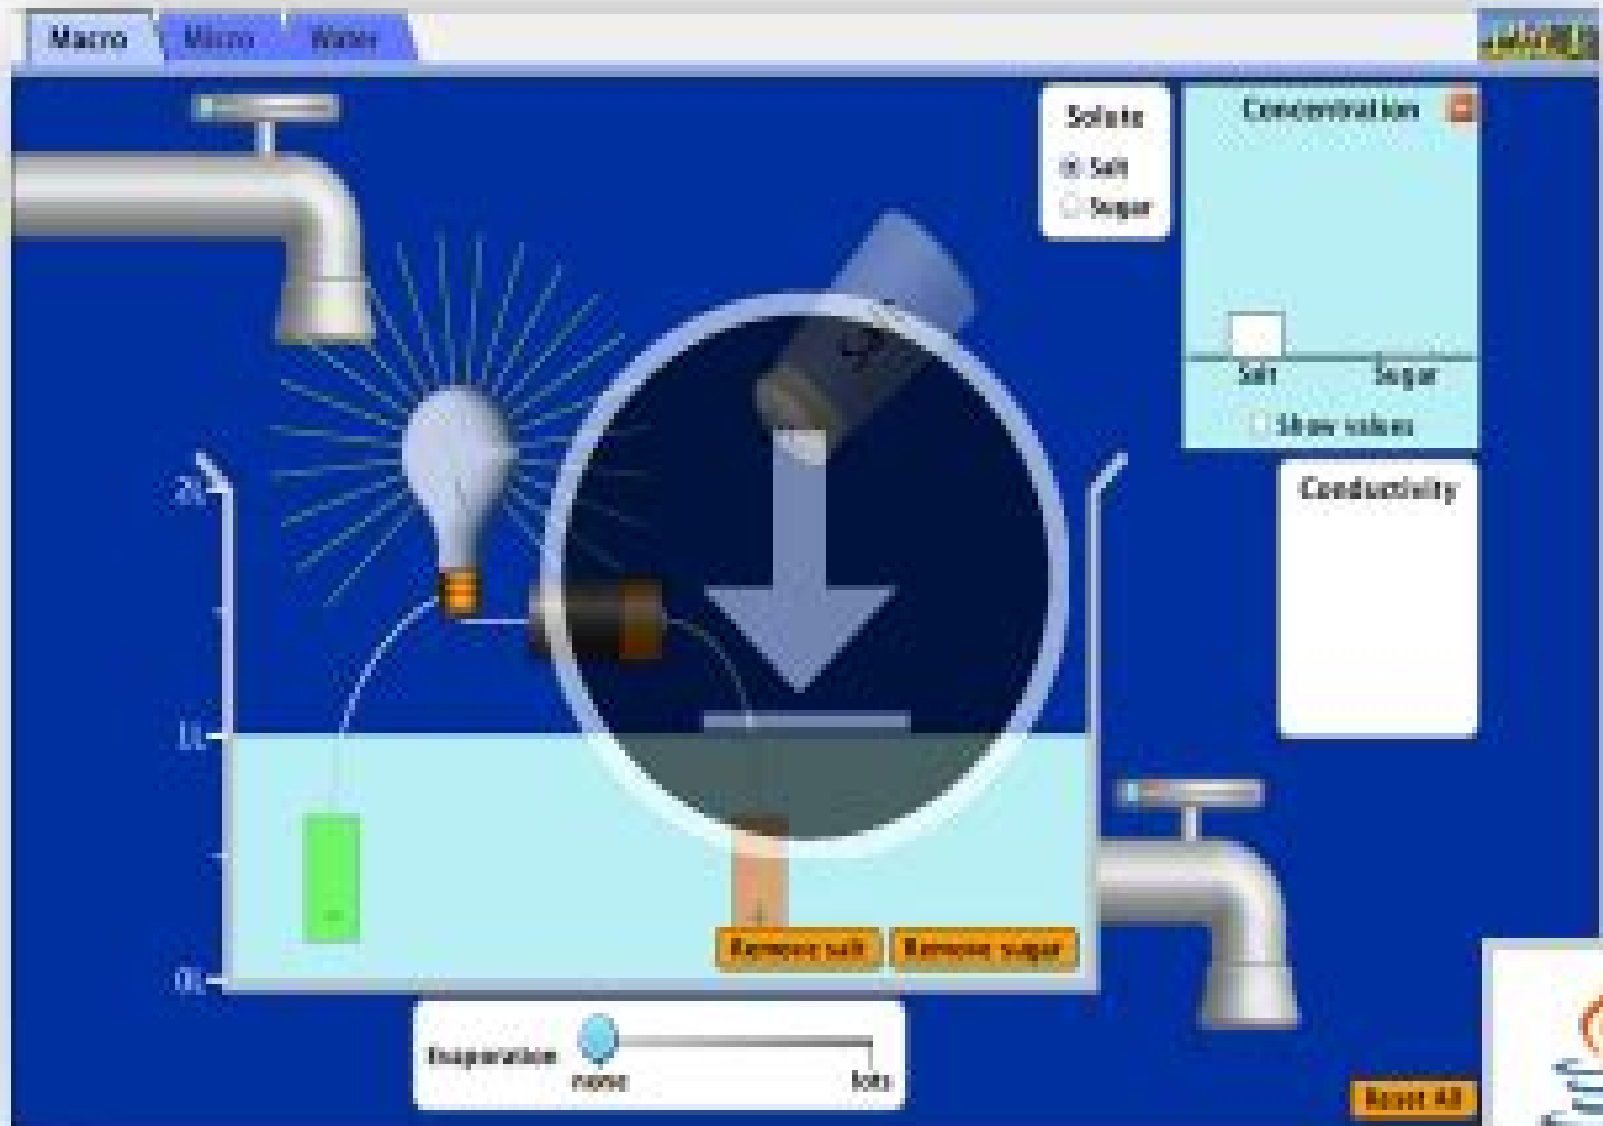 Macro
Micro
Water
Solute
Salt
Sugar
Concentration
Salt
Sugar
Show values
Conductivity
2L
1L
0L
Remove salt
Remove sugar
Evaporation
none
lots
Reset All